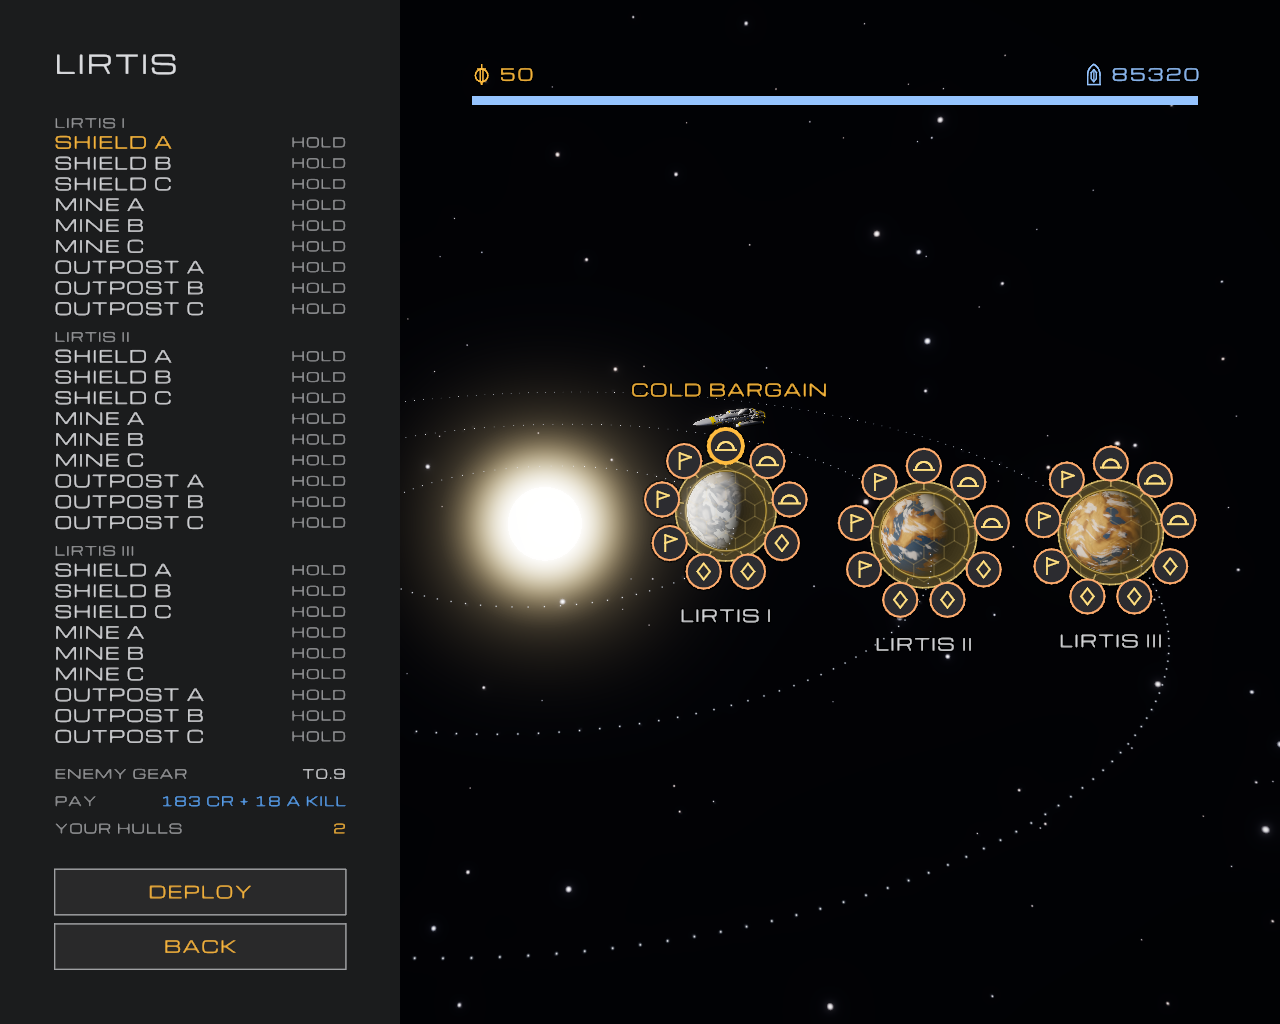 LIRTIS
50
85320
LIRTIS I
SHIELD A HOLD
SHIELD B HOLD
SHIELD C HOLD
MINE A HOLD
MINE B HOLD
MINE C HOLD
OUTPOST A HOLD
OUTPOST B HOLD
OUTPOST C HOLD
LIRTIS II
SHIELD A HOLD
SHIELD B HOLD
SHIELD C HOLD
MINE A HOLD
MINE B HOLD
MINE C HOLD
OUTPOST A HOLD
OUTPOST B HOLD
OUTPOST C HOLD
LIRTIS III
SHIELD A HOLD
SHIELD B HOLD
SHIELD C HOLD
MINE A HOLD
MINE B HOLD
MINE C HOLD
OUTPOST A HOLD
OUTPOST B HOLD
OUTPOST C HOLD
ENEMY GEAR T0.9
PAY 183 CR + 18 A KILL
YOUR HULLS 2
DEPLOY
BACK
COLD BARGAIN
LIRTIS I
LIRTIS II
LIRTIS III